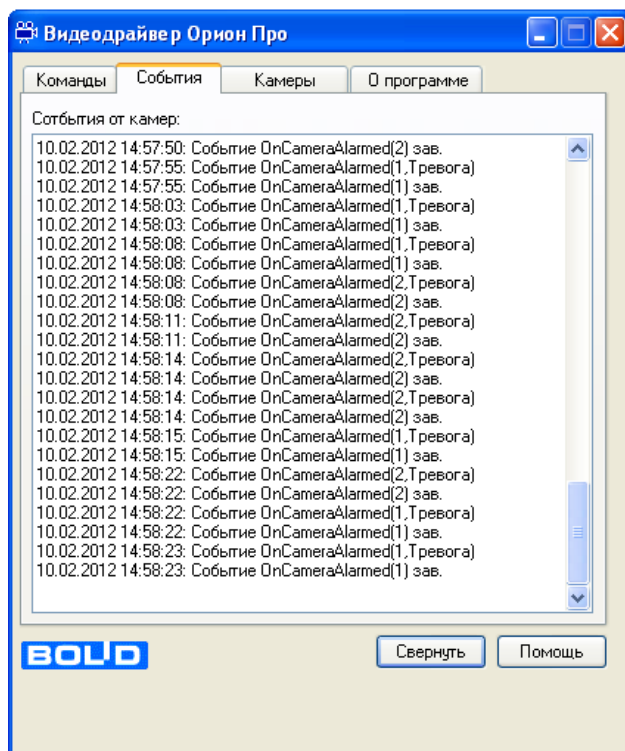 Видеодрайвер Орион Про
Команды События Камеры О программе
Сотбытия от камер:
10.02.2012 14:57:50: Событие OnCameraAlarmed(2) зав.
10.02.2012 14:57:55: Событие OnCameraAlarmed(1,Тревога)
10.02.2012 14:57:55: Событие OnCameraAlarmed(1) зав.
10.02.2012 14:58:03: Событие OnCameraAlarmed(1,Тревога)
10.02.2012 14:58:03: Событие OnCameraAlarmed(1) зав.
10.02.2012 14:58:08: Событие OnCameraAlarmed(1,Тревога)
10.02.2012 14:58:08: Событие OnCameraAlarmed(1) зав.
10.02.2012 14:58:08: Событие OnCameraAlarmed(2,Тревога)
10.02.2012 14:58:08: Событие OnCameraAlarmed(2) зав.
10.02.2012 14:58:11: Событие OnCameraAlarmed(2,Тревога)
10.02.2012 14:58:11: Событие OnCameraAlarmed(2) зав.
10.02.2012 14:58:14: Событие OnCameraAlarmed(2,Тревога)
10.02.2012 14:58:14: Событие OnCameraAlarmed(2) зав.
10.02.2012 14:58:14: Событие OnCameraAlarmed(2,Тревога)
10.02.2012 14:58:14: Событие OnCameraAlarmed(2) зав.
10.02.2012 14:58:15: Событие OnCameraAlarmed(1,Тревога)
10.02.2012 14:58:15: Событие OnCameraAlarmed(1) зав.
10.02.2012 14:58:22: Событие OnCameraAlarmed(2,Тревога)
10.02.2012 14:58:22: Событие OnCameraAlarmed(2) зав.
10.02.2012 14:58:22: Событие OnCameraAlarmed(1,Тревога)
10.02.2012 14:58:22: Событие OnCameraAlarmed(1) зав.
10.02.2012 14:58:23: Событие OnCameraAlarmed(1,Тревога)
10.02.2012 14:58:23: Событие OnCameraAlarmed(1) зав.
BOLID Свернуть Помощь